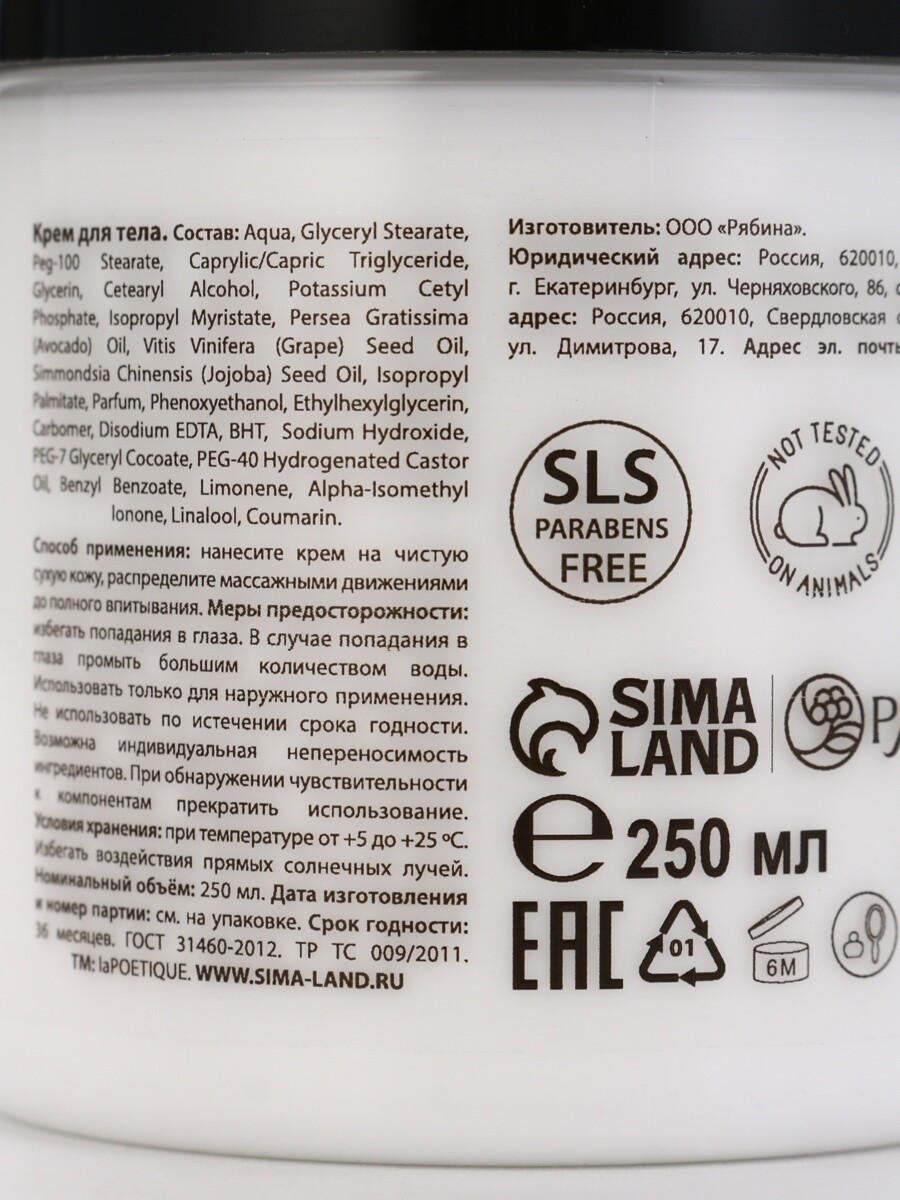 Крем для тела. Состав: Aqua, Glyceryl Stearate,
Peg-100 Stearate, Caprylic/Capric Triglyceride,
Glycerin, Cetearyl Alcohol, Potassium Cetyl
Phosphate, Isopropyl Myristate, Persea Gratissima
(Avocado) Oil, Vitis Vinifera (Grape) Seed Oil,
Simmondsia Chinensis (Jojoba) Seed Oil, Isopropyl
Palmitate, Parfum, Phenoxyethanol, Ethylhexylglycerin,
Carbomer, Disodium EDTA, BHT, Sodium Hydroxide,
PEG-7 Glyceryl Cocoate, PEG-40 Hydrogenated Castor
Oil, Benzyl Benzoate, Limonene, Alpha-Isomethyl
Ionone, Linalool, Coumarin.
Способ применения: нанесите крем на чистую
сухую кожу, распределите массажными движениями
до полного впитывания. Меры предосторожности:
избегать попадания в глаза. В случае попадания в
глаза промыть большим количеством воды.
Использовать только для наружного применения.
Не использовать по истечении срока годности.
Возможна индивидуальная непереносимость
ингредиентов. При обнаружении чувствительности
к компонентам прекратить использование.
Условия хранения: при температуре от +5 до +25 ºС.
Избегать воздействия прямых солнечных лучей.
Номинальный объём: 250 мл. Дата изготовления
и номер партии: см. на упаковке. Срок годности:
36 месяцев. ГОСТ 31460-2012. ТР ТС 009/2011.
ТМ: laPOETIQUE. WWW.SIMA-LAND.RU
Изготовитель: ООО «Рябина».
Юридический адрес: Россия, 620010,
г. Екатеринбург, ул. Черняховского, 86,
адрес: Россия, 620010, Свердловская
ул. Димитрова, 17. Адрес эл.
SLS
PARABENS
FREE
NOT TESTED
ON ANIMALS
SIMA
LAND
e 250 мл
EAC
01
6M